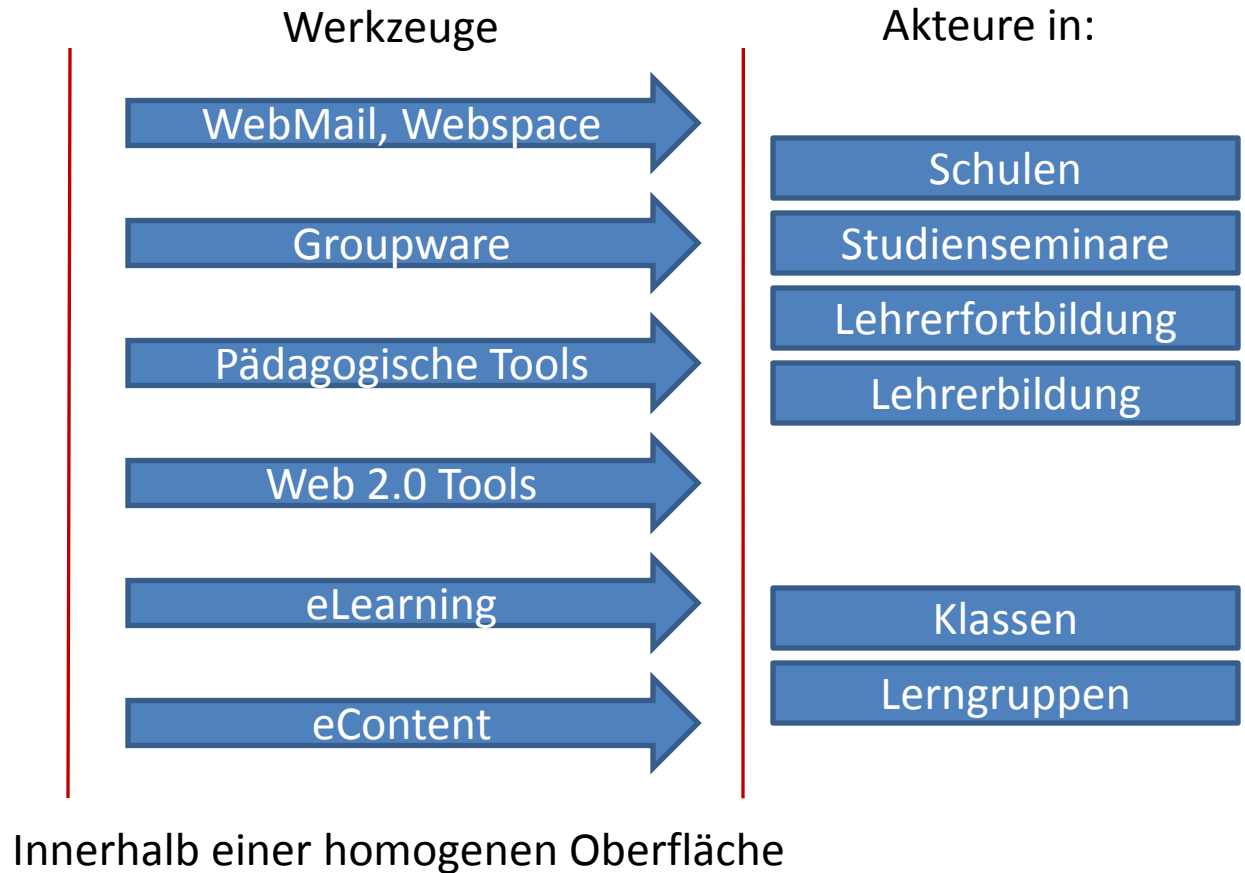 Werkzeuge
Akteure in:
WebMail, Webspace
Groupware
Pädagogische Tools
Web 2.0 Tools
eLearning
eContent
Schulen
Studienseminare
Lehrerfortbildung
Lehrerbildung
Klassen
Lerngruppen
Innerhalb einer homogenen Oberfläche